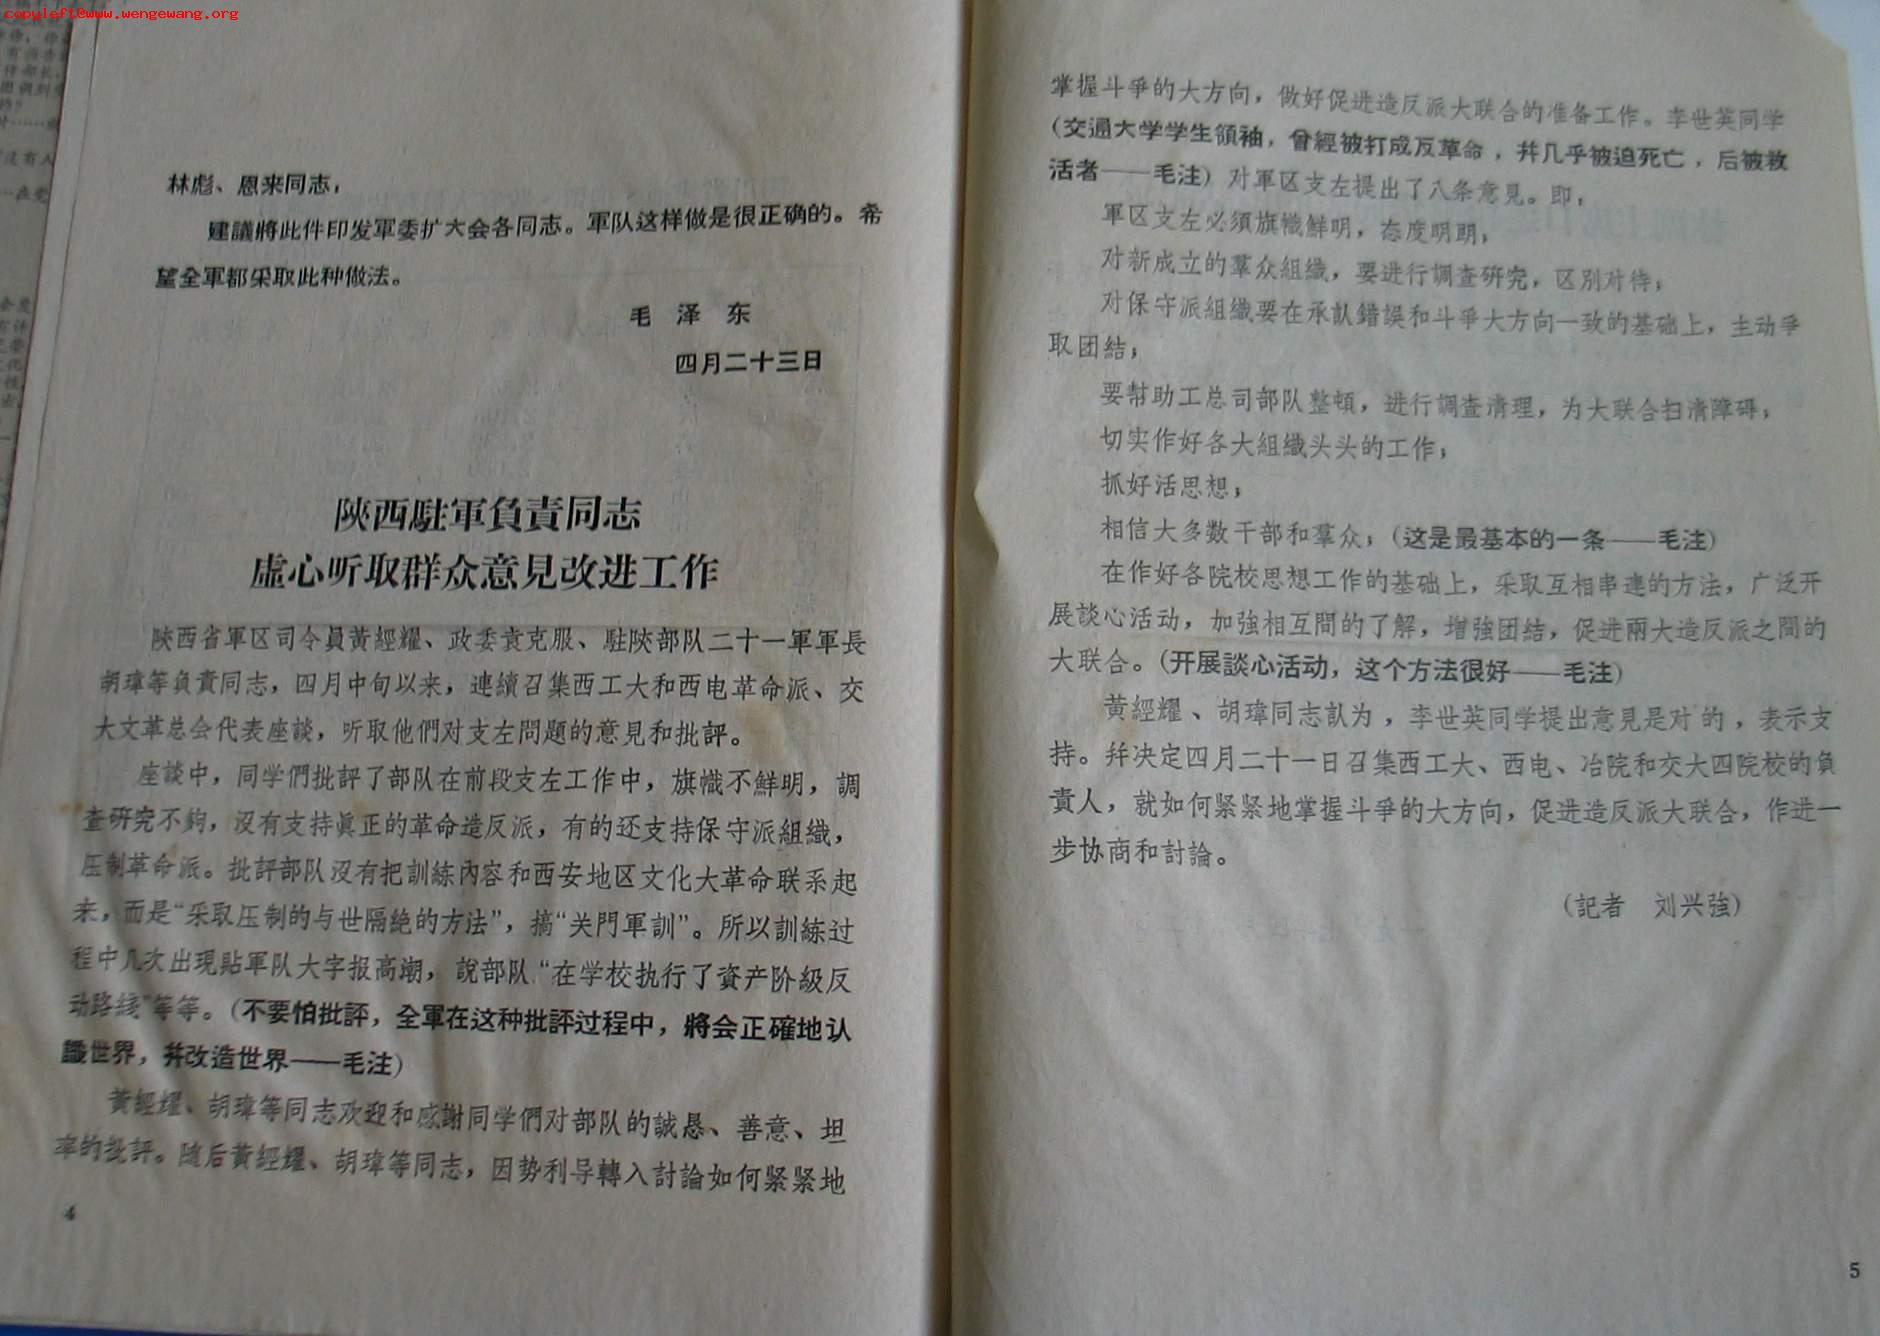 copyleft@www.wengewang.org
林彪、恩来同志，
建議將此件印发軍委扩大会各同志。軍队这样做是很正确的。希
望全軍都采取此种做法。
毛 泽 东
四月二十三日
陝西駐軍負責同志
虛心听取群众意見改进工作
陝西省軍区司令員黃經耀、政委袁克服、駐陝部队二十一軍軍長
胡瑋等負責同志，四月中旬以来，連續召集西工大和西电革命派、交
大文革总会代表座談，听取他們对支左問題的意見和批評。
座談中，同学們批評了部队在前段支左工作中，旗幟不鮮明，調
查研究不夠，沒有支持眞正的革命造反派，有的还支持保守派組織，
压制革命派。批評部队沒有把訓練內容和西安地区文化大革命联系起
来，而是“采取压制的与世隔絶的方法”，搞“关門軍訓”。所以訓練过
程中几次出現貼軍队大字报高潮，說部队“在学校执行了資产阶級反
动路綫”等等。（不要怕批評，全軍在这种批評过程中，將会正確地认
識世界，幷改造世界——毛注）
黃經耀、胡瑋等同志欢迎和感謝同学們对部队的誠恳、善意、坦
率的批評。随后黃經耀、胡瑋等同志，因势利导轉入討論如何紧紧地
4
掌握斗爭的大方向，做好促进造反派大联合的准备工作。李世英同学
（交通大学学生領袖，曾經被打成反革命，幷几乎被迫死亡，后被救
活者——毛注）对軍区支左提出了八条意見。即，
軍区支左必須旗幟鮮明，态度明朗；
对新成立的羣众組織，要进行調查研究，区別对待；
对保守派組織要在承訊錯誤和斗爭大方向一致的基础上，主动爭
取团結；
要幫助工总司部队整頓，进行調查清理，为大联合扫清障碍；
切实作好各大組織头头的工作；
抓好活思想；
相信大多数干部和羣众；（这是最基本的一条——毛注）
在作好各院校思想工作的基础上，采取互相串連的方法，广泛开
展談心活动，加強相互間的了解，增強团結，促进兩大造反派之間的
大联合。（开展談心活动，这个方法很好——毛注）
黃經耀、胡瑋同志訊为，李世英同学提出意見是对的，表示支
持。幷决定四月二十一日召集西工大、西电、冶院和交大四院校的負
責人，就如何紧紧地掌握斗爭的大方向，促进造反派大联合，作进一
步协商和討論。
（記者 刘兴強）
5